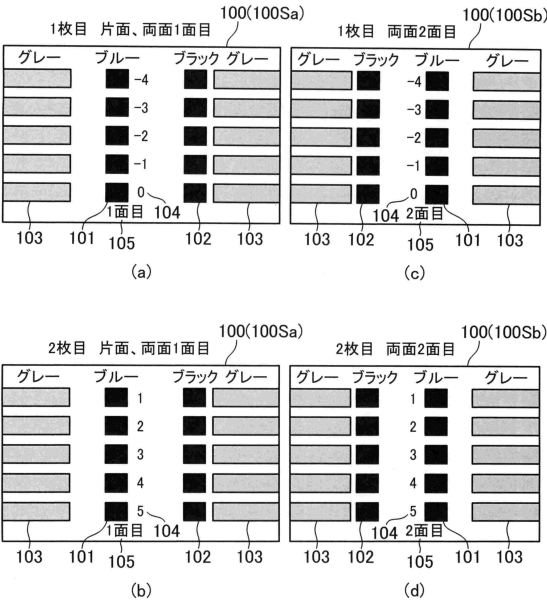 100(100Sa)
1枚目 片面、両面1面目
グレー ブルー ブラック グレー
-4
-3
-2
-1
0
1面目 104
103 101 105 102 103
(a)
100(100Sb)
1枚目 両面2面目
グレー ブラック ブルー グレー
-4
-3
-2
-1
0
104 2面目
103 102 105 101 103
(c)
100(100Sa)
2枚目 片面、両面1面目
グレー ブルー ブラック グレー
1
2
3
4
5
1面目 104
103 101 105 102 103
(b)
100(100Sb)
2枚目 両面2面目
グレー ブラック ブルー グレー
1
2
3
4
5
104 2面目
103 102 105 101 103
(d)